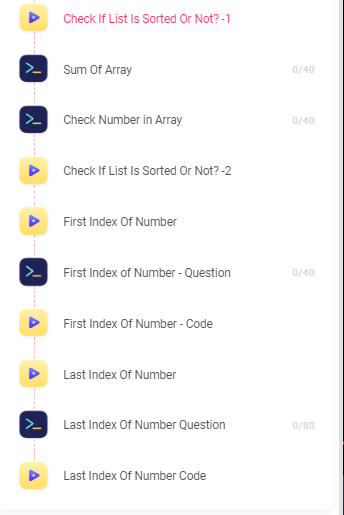 Check If List Is Sorted Or Not? -1
Sum Of Array 0/40
Check Number in Array 0/40
Check If List Is Sorted Or Not? -2
First Index Of Number
First Index of Number - Question 0/40
First Index Of Number - Code
Last Index Of Number
Last Index Of Number Question 0/80
Last Index Of Number Code